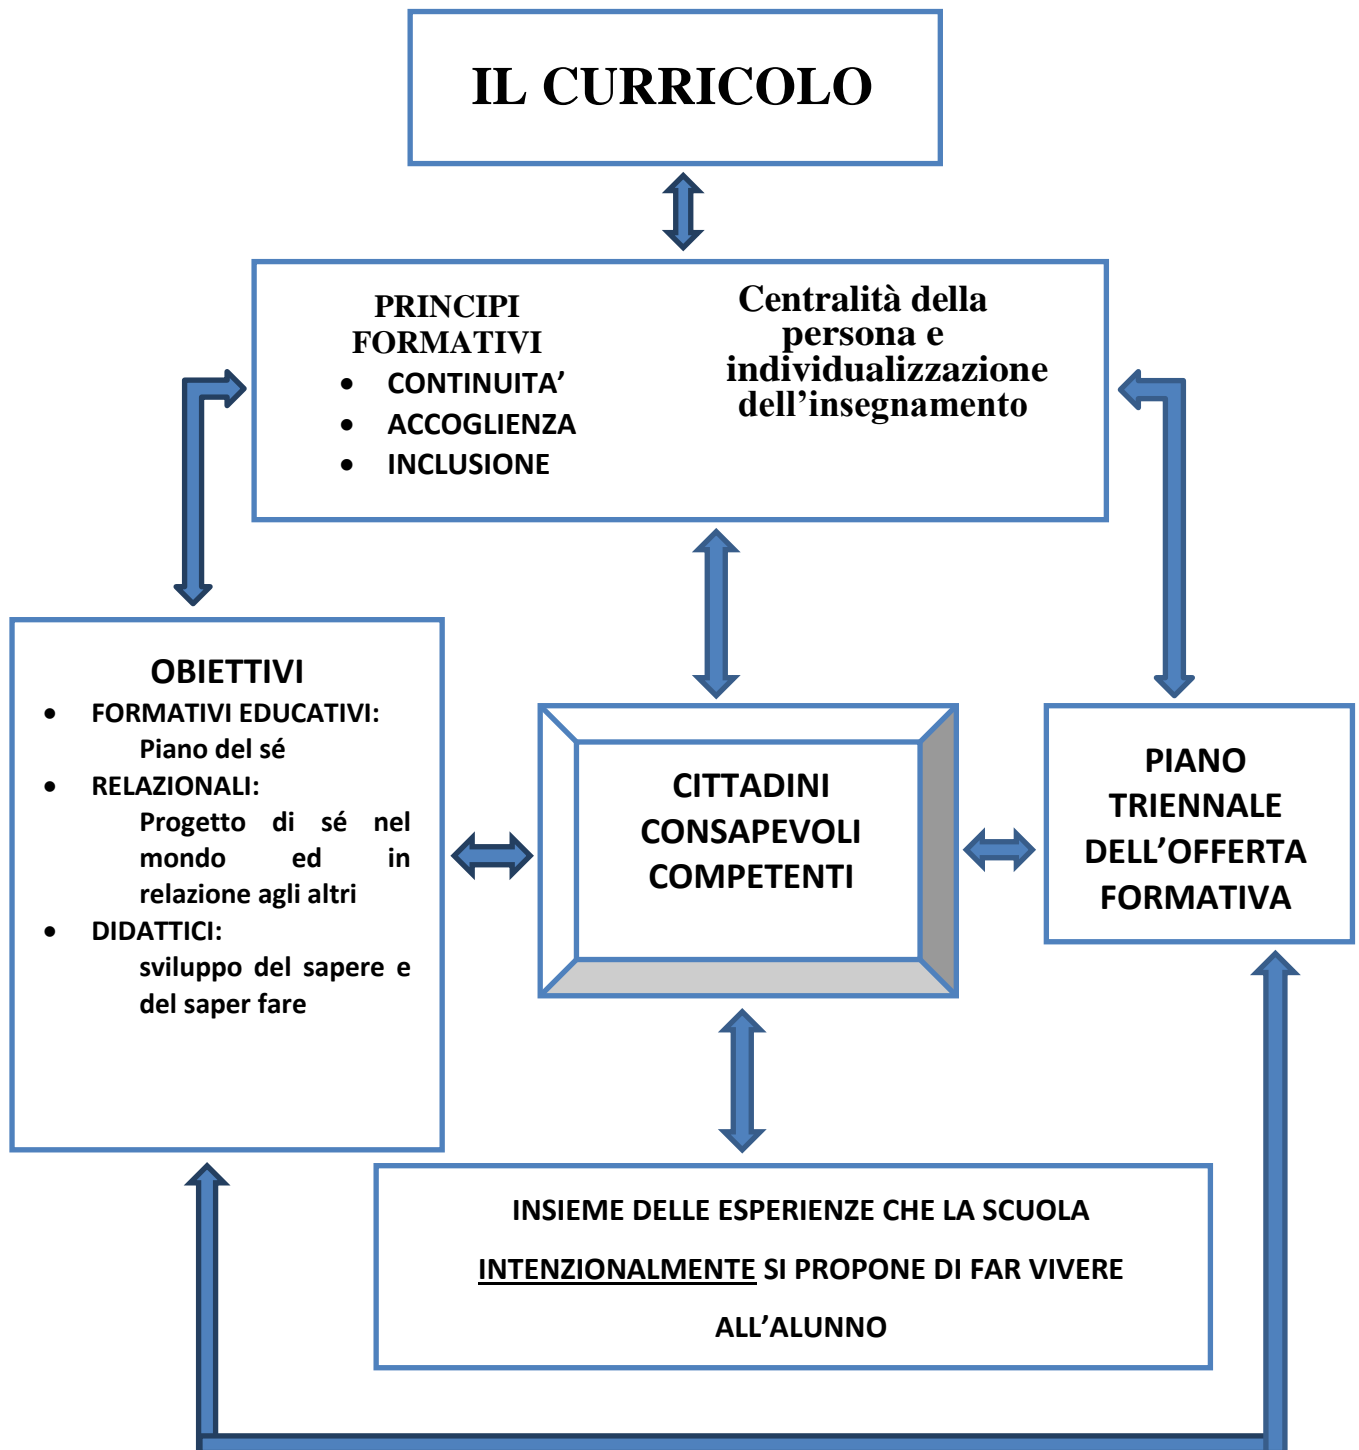 IL CURRICOLO
PRINCIPI
FORMATIVI
• CONTINUITA’
• ACCOGLIENZA
• INCLUSIONE
Centralità della
persona e
individualizzazione
dell’insegnamento
OBIETTIVI
• FORMATIVI EDUCATIVI:
Piano del sé
• RELAZIONALI:
Progetto di sé nel
mondo ed in
relazione agli altri
• DIDATTICI:
sviluppo del sapere e
del saper fare
CITTADINI
CONSAPEVOLI
COMPETENTI
PIANO
TRIENNALE
DELL’OFFERTA
FORMATIVA
INSIEME DELLE ESPERIENZE CHE LA SCUOLA
INTENZIONALMENTE SI PROPONE DI FAR VIVERE
ALL’ALUNNO